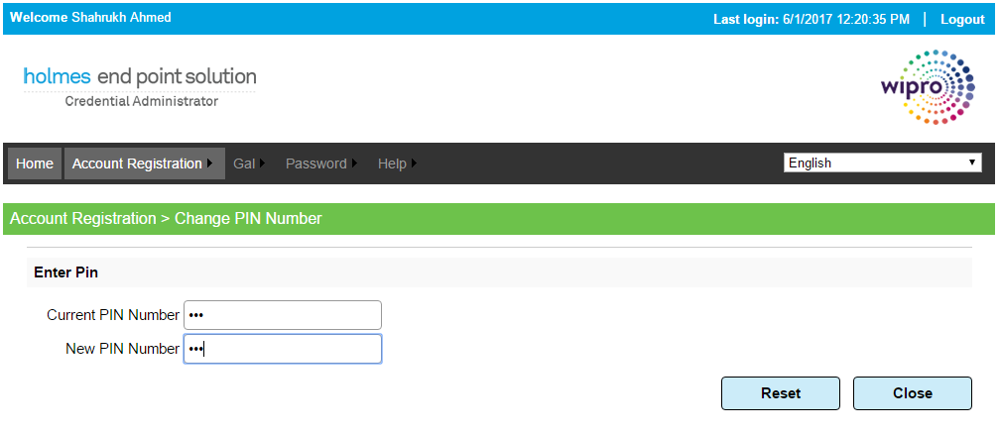 Welcome Shahrukh Ahmed
Last login: 6/1/2017 12:20:35 PM | Logout
holmes end point solution
Credential Administrator
wipro
Home Account Registration Gal Password Help
English
Account Registration > Change PIN Number
Enter Pin
Current PIN Number •••
New PIN Number •••
Reset Close